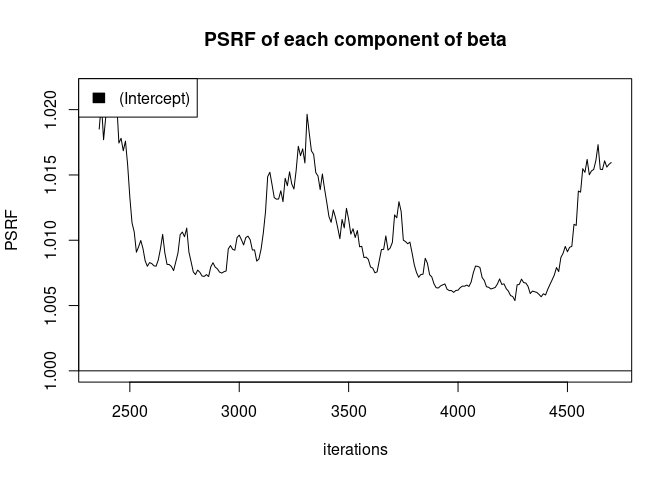 PSRF of each component of beta
(Intercept)
PSRF
1.020
1.015
1.010
1.005
1.000
2500 3000 3500 4000 4500
iterations